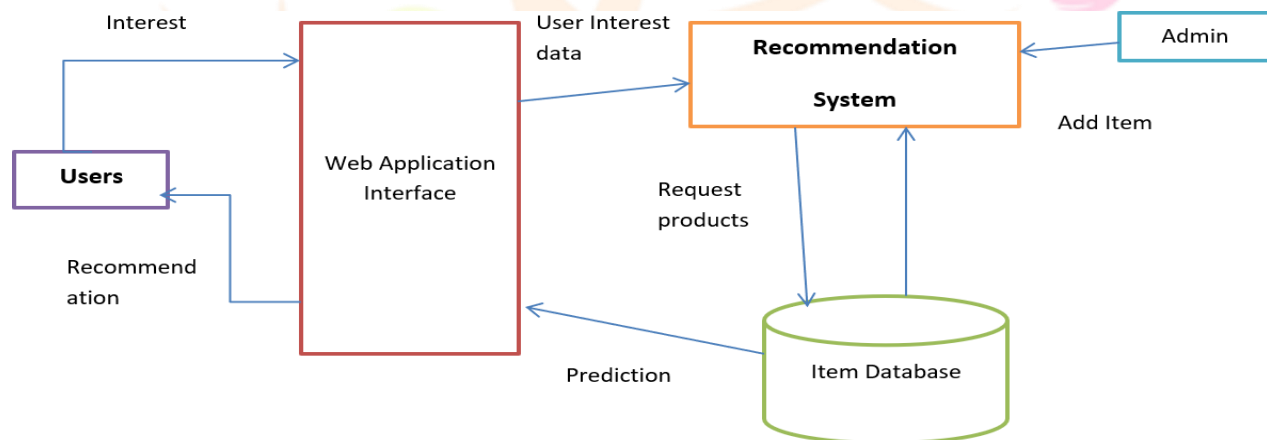 Interest
User Interest
data
Recommendation
System
Admin
Add Item
Users
Web Application
Interface
Request
products
Recommend
ation
Prediction
Item Database